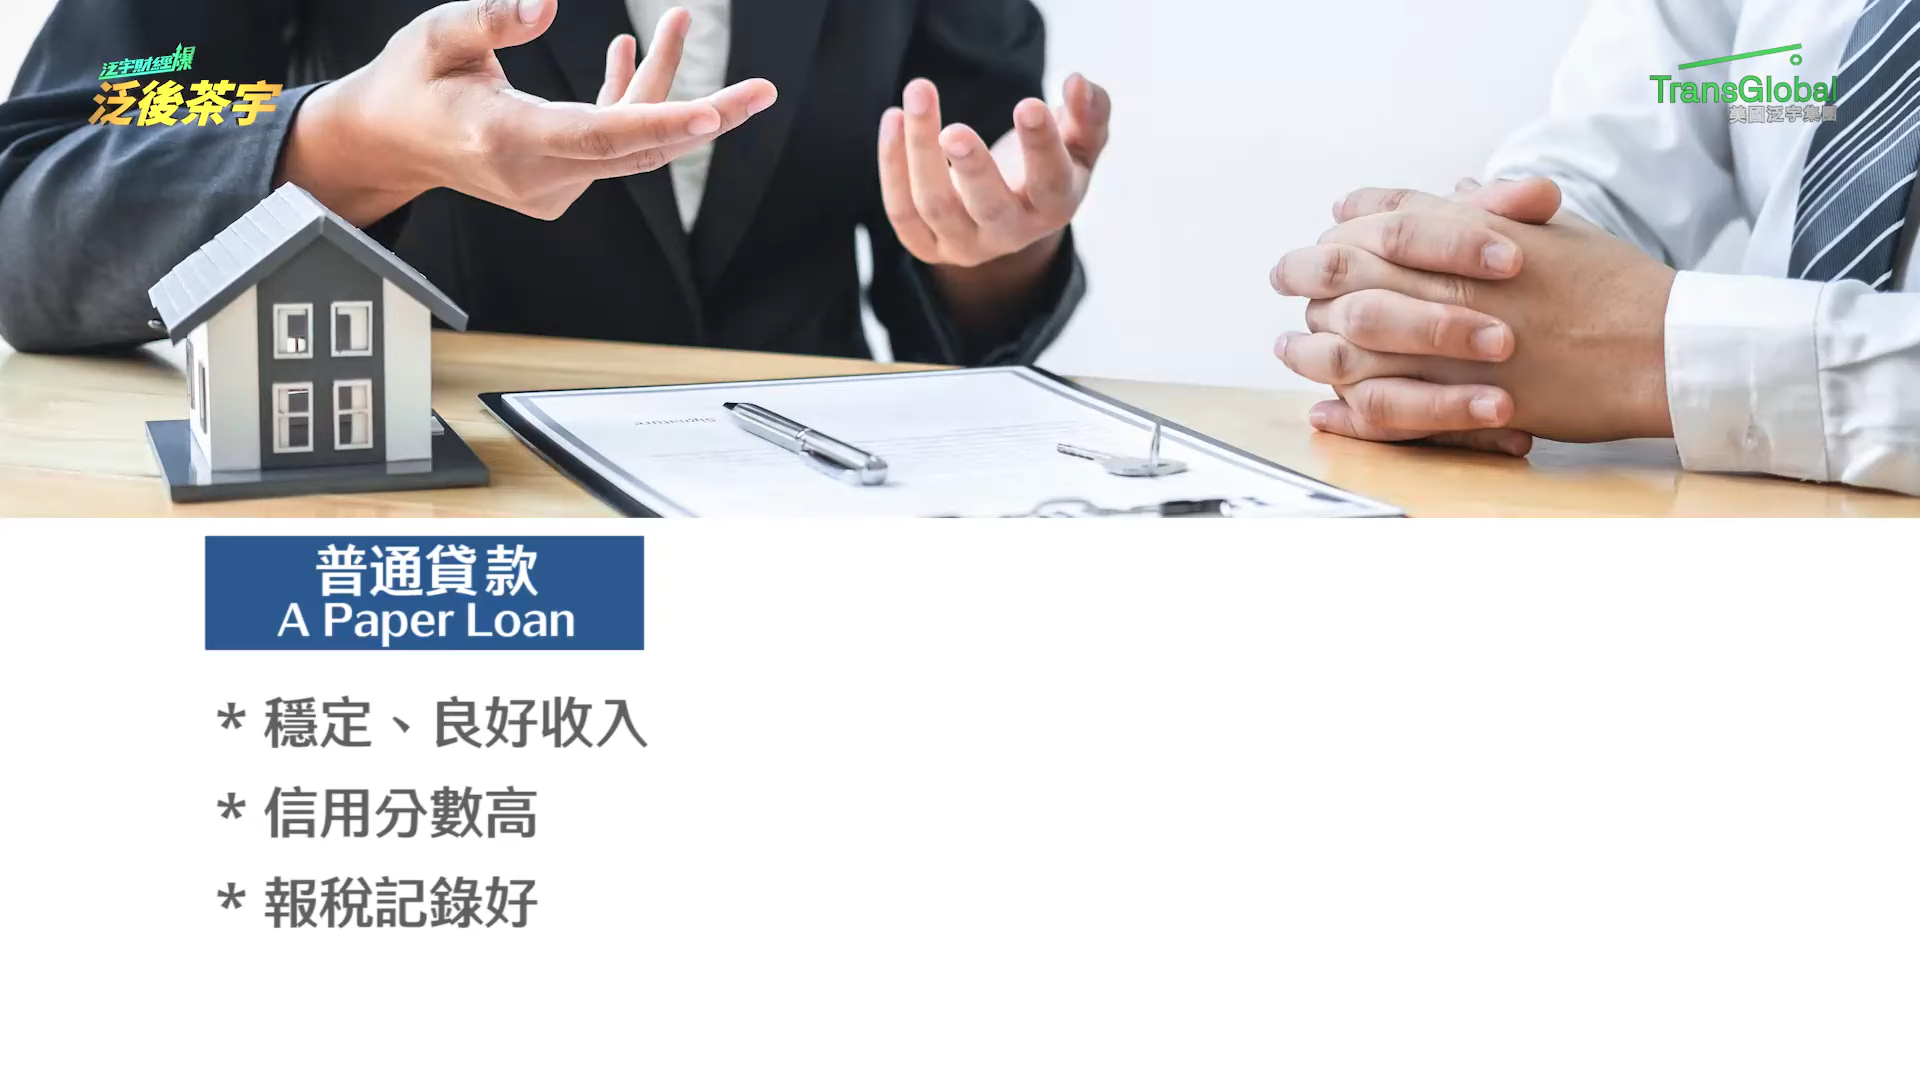 泛宇財經爆
泛後茶宇
TransGlobal
美國泛宇集團
Signature
普通貸款
A Paper Loan
* 穩定、良好收入
* 信用分數高
* 報稅記錄好